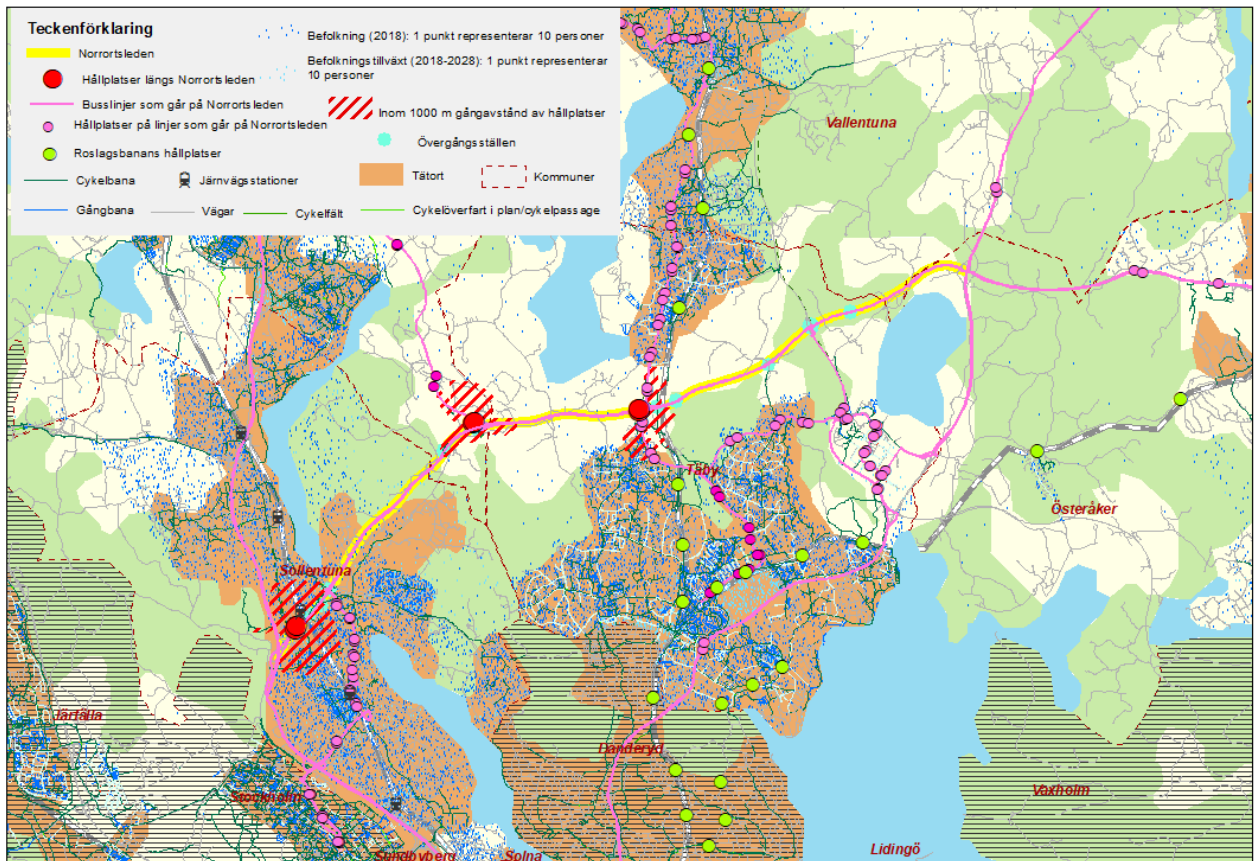 Teckenförklaring
Norrortsleden
Hållplatser längs Norrortsleden
Busslinjer som går på Norrortsleden
Hållplatser på linjer som går på Norrortsleden
Roslagsbanans hållplatser
Cykelbana
Järnvägsstationer
Gångbana
Vägar
Cykelfält
Befolkning (2018): 1 punkt representerar 10 personer
Befolkningstillväxt (2018-2028): 1 punkt representerar
10 personer
Inom 1000 m gångavstånd av hållplatser
Övergångsställen
Tätort
Kommuner
Cykelöverfart i plan/cykelpassage
Vallentuna
Täby
Österåker
Sollentuna
Järfälla
Danderyd
Stockholm
Vaxholm
Sundbyberg
Solna
Lidingö